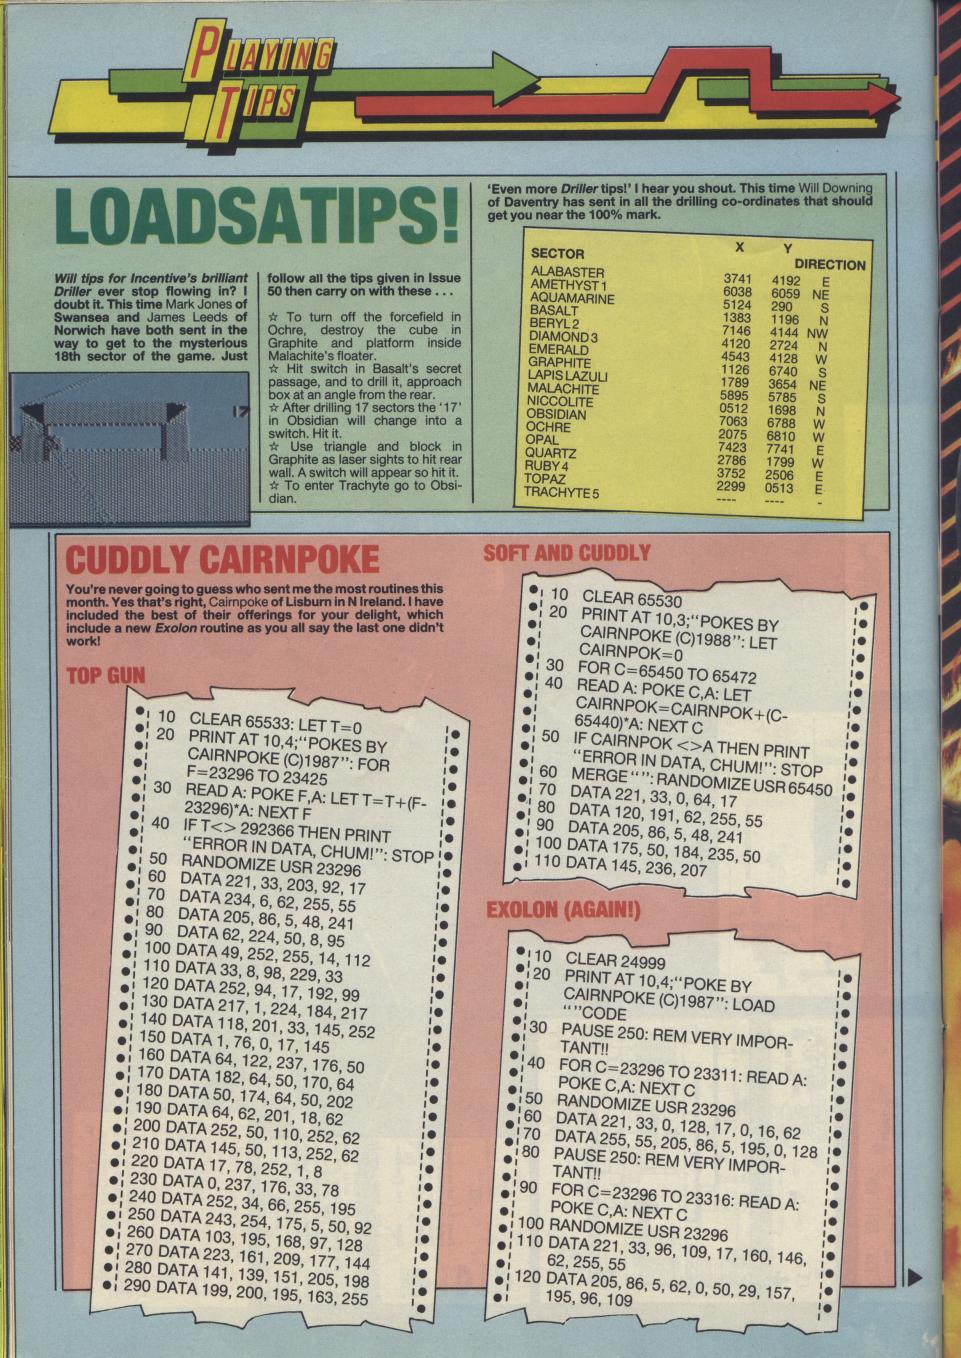 PLAYING
TIPS
LOADSATIPS!
Will tips for Incentive's brilliant
Driller ever stop flowing in? I
doubt it. This time Mark Jones of
Swansea and James Leeds of
Norwich have both sent in the
way to get to the mysterious
18th sector of the game. Just
17
follow all the tips given in Issue
50 then carry on with these . . .
☆ To turn off the forcefield in
Ochre, destroy the cube in
Graphite and platform inside
Malachite's floater.
☆ Hit switch in Basalt's secret
passage, and to drill it, approach
box at an angle from the rear.
☆ After drilling 17 sectors the '17'
in Obsidian will change into a
switch. Hit it.
☆ Use triangle and block in
Graphite as laser sights to hit rear
wall. A switch will appear so hit it.
☆ To enter Trachyte go to Obsi-
dian.
'Even more Driller tips!' I hear you shout. This time Will Downing
of Daventry has sent in all the drilling co-ordinates that should
get you near the 100% mark.
SECTOR X Y DIRECTION
ALABASTER 3741 4192 E
AMETHYST 1 6038 6059 NE
AQUAMARINE 5124 290 S
BASALT 1383 1196 N
BERYL 2 7146 4144 NW
DIAMOND 3 4120 2724 N
EMERALD 4543 4128 W
GRAPHITE 1126 6740 S
LAPIS LAZULI 1789 3654 NE
MALACHITE 5895 5785 S
NICCOLITE 0512 1698 N
OBSIDIAN 7063 6788 W
OCHRE 2075 6810 W
OPAL 7423 7741 E
QUARTZ 2786 1799 W
RUBY 4 3752 2506 E
TOPAZ 2299 0513 E
TRACHYTE 5 ---- ---- -
CUDDLY CAIRNPOKE
You're never going to guess who sent me the most routines this
month. Yes that's right, Cairnpoke of Lisburn in N Ireland. I have
included the best of their offerings for your delight, which
include a new Exolon routine as you all say the last one didn't
work!
TOP GUN
10 CLEAR 65533: LET T=0
20 PRINT AT 10,4;"POKES BY
CAIRNPOKE (C)1987": FOR
F=23296 TO 23425
30 READ A: POKE F,A: LET T=T+(F-
23296)*A: NEXT F
40 IF T<> 292366 THEN PRINT
"ERROR IN DATA, CHUM!": STOP
50 RANDOMIZE USR 23296
60 DATA 221, 33, 203, 92, 17
70 DATA 234, 6, 62, 255, 55
80 DATA 205, 86, 5, 48, 241
90 DATA 62, 224, 50, 8, 95
100 DATA 49, 252, 255, 14, 112
110 DATA 33, 8, 98, 229, 33
120 DATA 252, 94, 17, 192, 99
130 DATA 217, 1, 224, 184, 217
140 DATA 118, 201, 33, 145, 252
150 DATA 1, 76, 0, 17, 145
160 DATA 64, 122, 237, 176, 50
170 DATA 182, 64, 50, 170, 64
180 DATA 50, 174, 64, 50, 202
190 DATA 64, 62, 201, 18, 62
200 DATA 252, 50, 110, 252, 62
210 DATA 145, 50, 113, 252, 62
220 DATA 17, 78, 252, 1, 8
230 DATA 0, 237, 176, 33, 78
240 DATA 252, 34, 66, 255, 195
250 DATA 243, 254, 175, 5, 50, 92
260 DATA 103, 195, 168, 97, 128
270 DATA 223, 161, 209, 177, 144
280 DATA 141, 139, 151, 205, 198
290 DATA 199, 200, 195, 163, 255
SOFT AND CUDDLY
10 CLEAR 65530
20 PRINT AT 10,3;"POKES BY
CAIRNPOKE (C)1988": LET
CAIRNPOK=0
30 FOR C=65450 TO 65472
40 READ A: POKE C,A: LET
CAIRNPOK=CAIRNPOK+(C-
65440)*A: NEXT C
50 IF CAIRNPOK <>A THEN PRINT
"ERROR IN DATA, CHUM!": STOP
60 MERGE "": RANDOMIZE USR 65450
70 DATA 221, 33, 0, 64, 17
80 DATA 120, 191, 62, 255, 55
90 DATA 205, 86, 5, 48, 241
100 DATA 175, 50, 184, 235, 50
110 DATA 145, 236, 207
EXOLON (AGAIN!)
10 CLEAR 24999
20 PRINT AT 10,4;"POKE BY
CAIRNPOKE (C)1987": LOAD
""CODE
30 PAUSE 250: REM VERY IMPOR-
TANT!!
40 FOR C=23296 TO 23311: READ A:
POKE C,A: NEXT C
50 RANDOMIZE USR 23296
60 DATA 221, 33, 0, 128, 17, 0, 16, 62
70 DATA 255, 55, 205, 86, 5, 195, 0, 128
80 PAUSE 250: REM VERY IMPOR-
TANT!!
90 FOR C=23296 TO 23316: READ A:
POKE C,A: NEXT C
100 RANDOMIZE USR 23296
110 DATA 221, 33, 96, 109, 17, 160, 146,
62, 255, 55
120 DATA 205, 86, 5, 62, 0, 50, 29, 157,
195, 96, 109